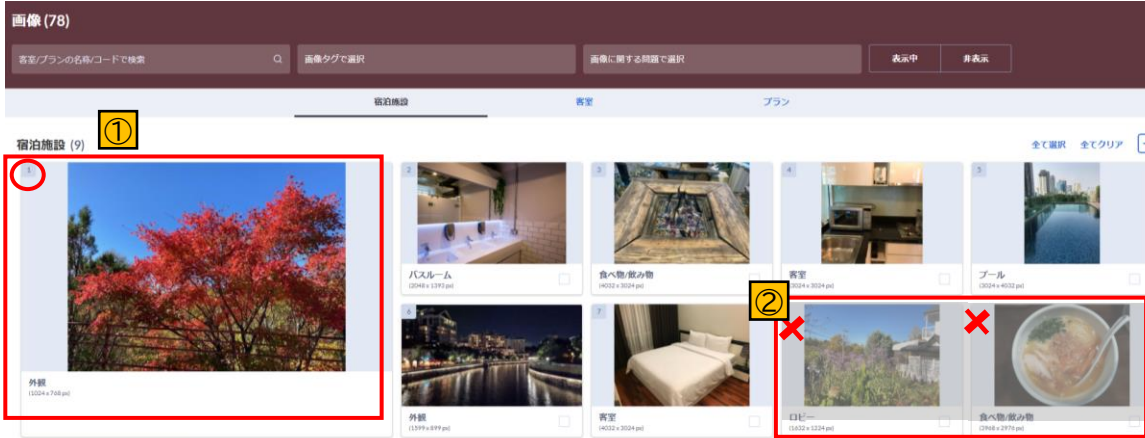 画像 (78)
客室/プランの名称/コードで検索
画像タグで選択
画像に関する問題で選択
表示中
非表示
宿泊施設
客室
プラン
①
宿泊施設 (9)
全て選択
全てクリア
1
2
3
4
5
バスルーム
(2048 x 1393 px)
食べ物/飲み物
(4032 x 3024 px)
客室
(3024 x 3024 px)
プール
(3024 x 4032 px)
②
6
7
外観
(1024 x 768 px)
外観
(1599 x 899 px)
客室
(4032 x 3024 px)
ロビー
(1632 x 1224 px)
食べ物/飲み物
(2968 x 2976 px)